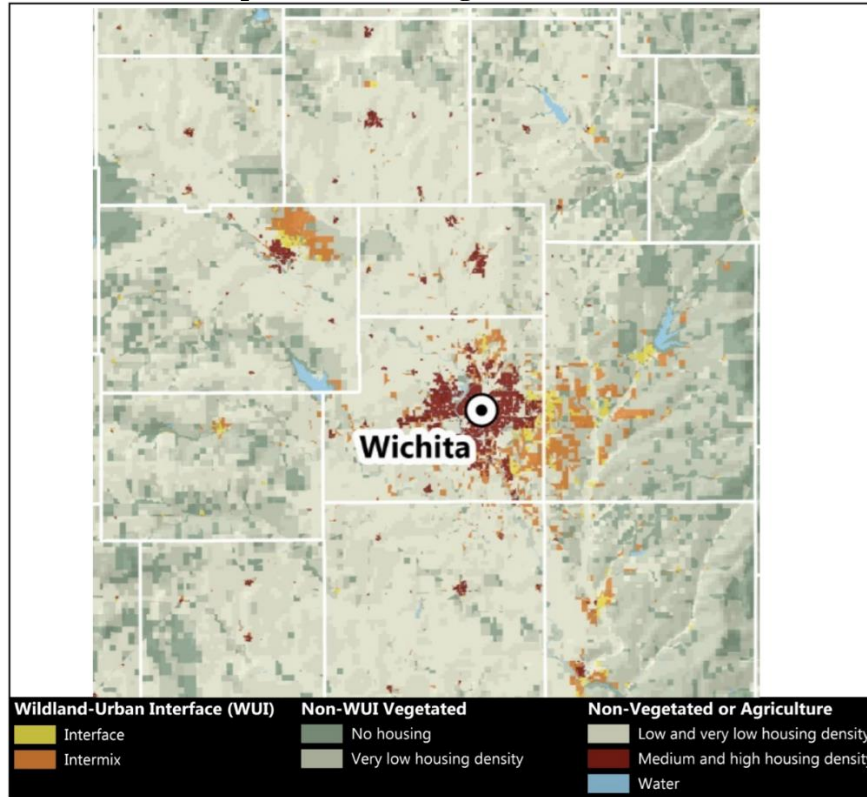 Wichita
Wildland-Urban Interface (WUI)
Interface
Intermix
Non-WUI Vegetated
No housing
Very low housing density
Non-Vegetated or Agriculture
Low and very low housing density
Medium and high housing density
Water